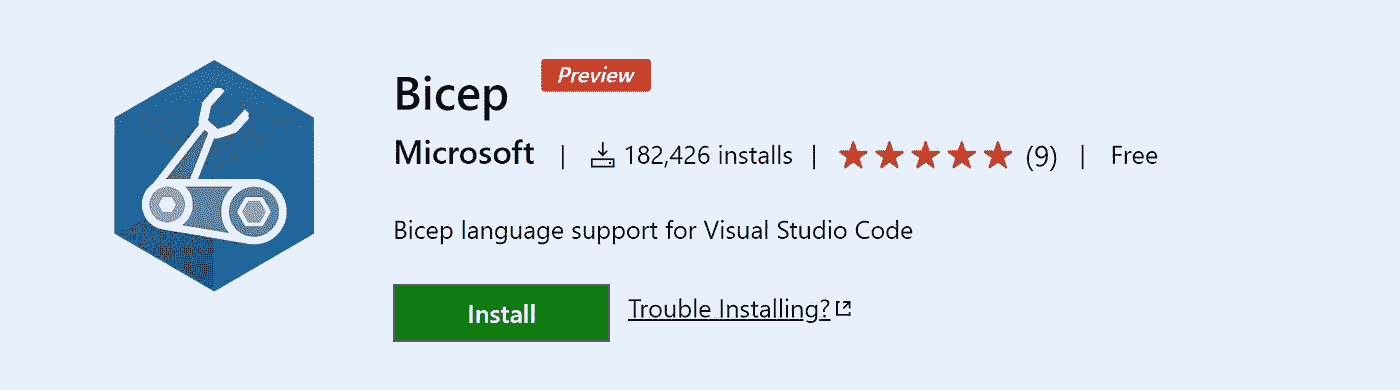 Bicep Preview
Microsoft | 182,426 installs | (9) | Free
Bicep language support for Visual Studio Code
Install Trouble Installing?